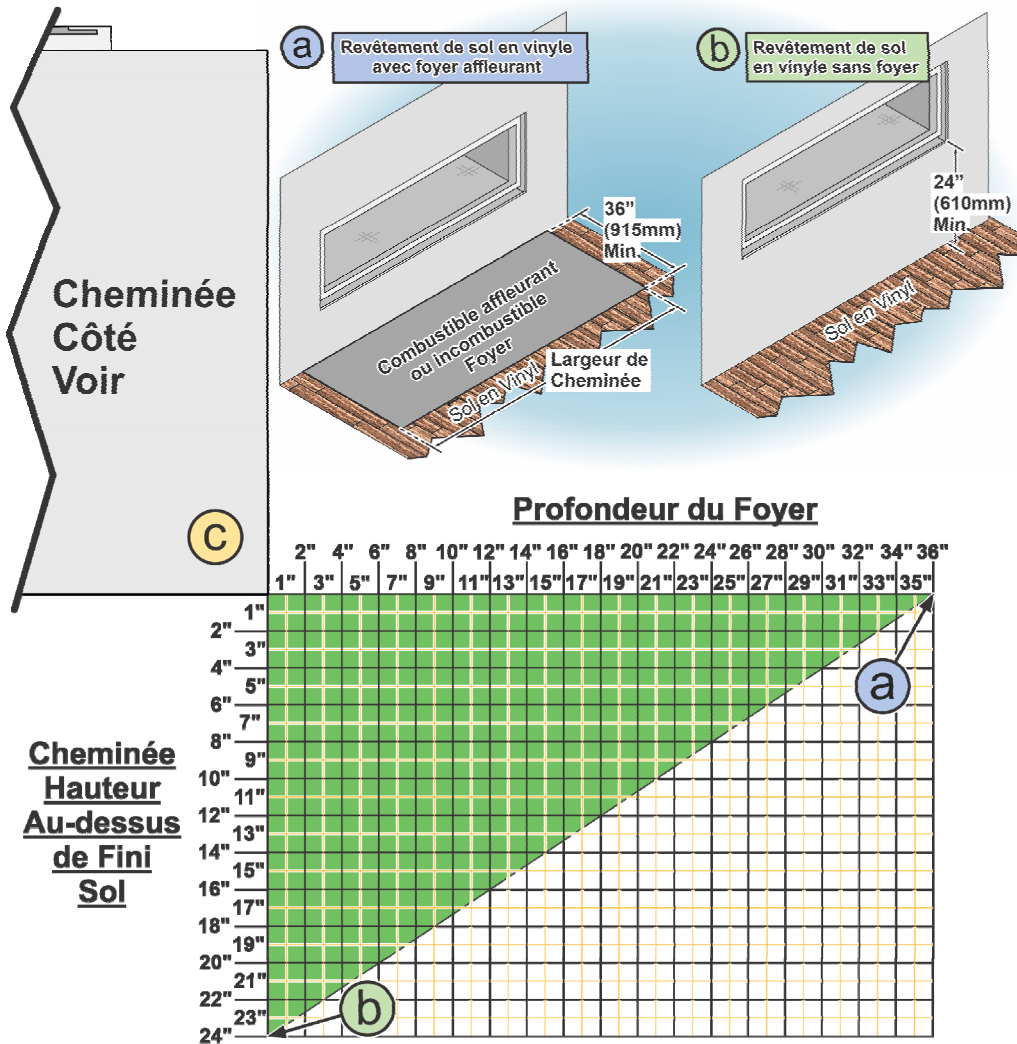 a
Revêtement de sol en vinyle
avec foyer affleurant
b
Revêtement de sol
en vinyle sans foyer
36”
(915mm)
Min.
24”
(610mm)
Min.
Combustible affleurant
ou incombustible
Foyer
Sol en Vinyl
Largeur de
Cheminée
Sol en Vinyl
Cheminée
Côté
Voir
c
Profondeur du Foyer
2" 4" 6" 8" 10" 12" 14" 16" 18" 20" 22" 24" 26" 28" 30" 32" 34" 36"
1" 3" 5" 7" 9" 11" 13" 15" 17" 19" 21" 23" 25" 27" 29" 31" 33" 35"
1"
2"
3"
4"
5"
6"
7"
8"
9"
10"
11"
12"
13"
14"
15"
16"
17"
18"
19"
20"
21"
22"
23"
24"
Cheminée
Hauteur
Au-dessus
de Fini
Sol
a
b